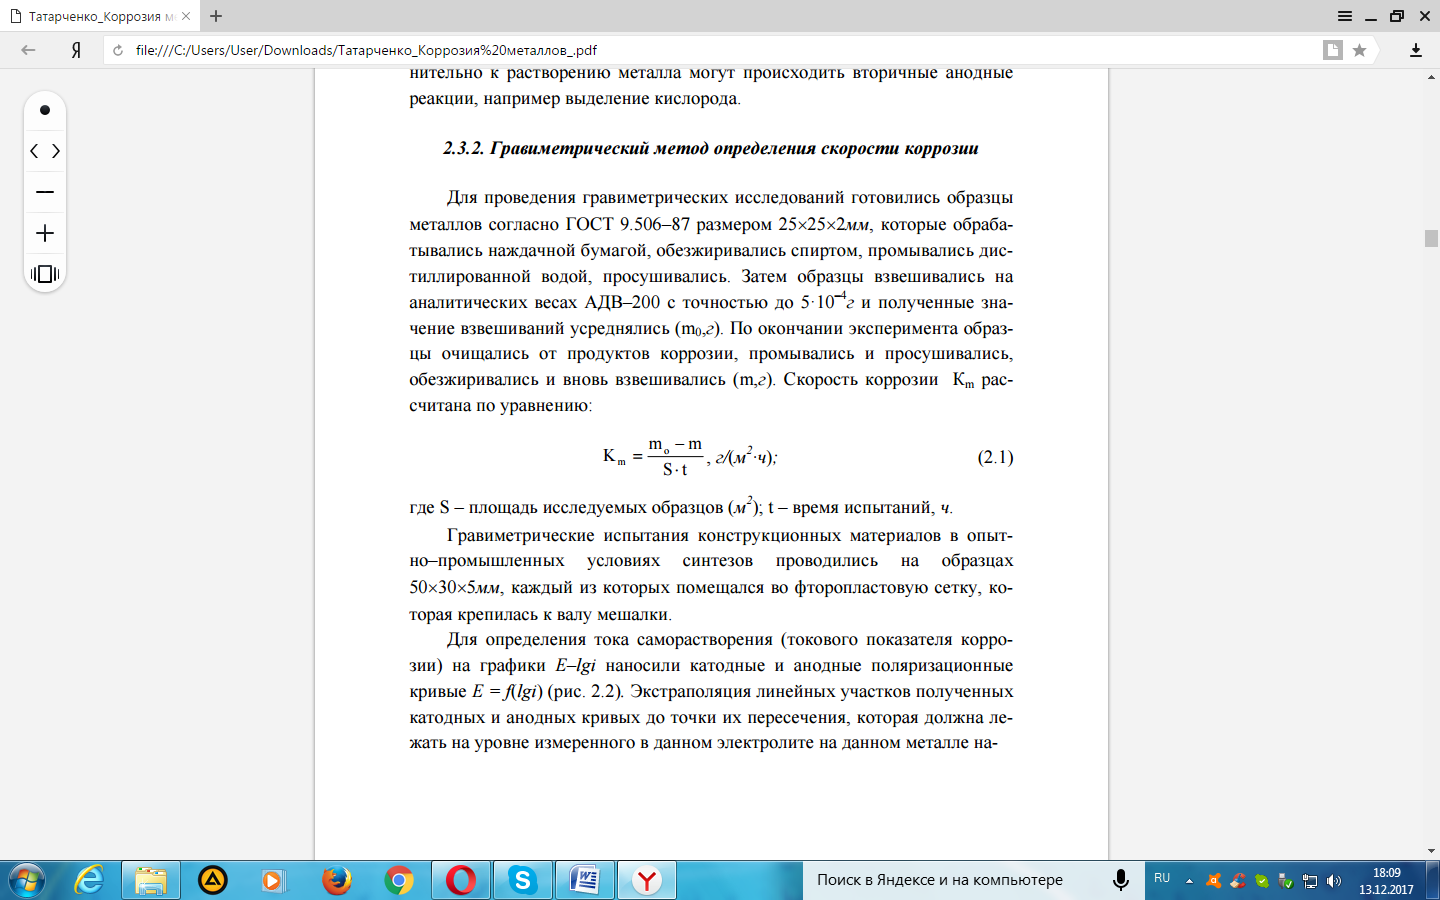 Татарченко_Коррозия м
file:///C:/Users/User/Downloads/Татарченко_Коррозия%20металлов_.pdf
нительно к растворению металла могут происходить вторичные анодные
реакции, например выделение кислорода.
2.3.2. Гравиметрический метод определения скорости коррозии
Для проведения гравиметрических исследований готовились образцы
металлов согласно ГОСТ 9.506–87 размером 25×25×2мм, которые обраба-
тывались наждачной бумагой, обезжиривались спиртом, промывались дис-
тиллированной водой, просушивались. Затем образцы взвешивались на
аналитических весах АДВ–200 с точностью до 5·10⁻⁴г и полученные зна-
чение взвешиваний усреднялись (m₀,г). По окончании эксперимента образ-
цы очищались от продуктов коррозии, промывались и просушивались,
обезжиривались и вновь взвешивались (m,г). Скорость коррозии Kₘ рас-
считана по уравнению:
Kₘ = (mₒ – m) / (S · t) , г/(м²·ч); (2.1)
где S – площадь исследуемых образцов (м²); t – время испытаний, ч.
Гравиметрические испытания конструкционных материалов в опыт-
но–промышленных условиях синтезов проводились на образцах
50×30×5мм, каждый из которых помещался во фторопластовую сетку, ко-
торая крепилась к валу мешалки.
Для определения тока саморастворения (токового показателя корро-
зии) на графики E–lgi наносили катодные и анодные поляризационные
кривые E = f(lgi) (рис. 2.2). Экстраполяция линейных участков полученных
катодных и анодных кривых до точки их пересечения, которая должна ле-
жать на уровне измеренного в данном электролите на данном металле на-
Поиск в Яндексе и на компьютере
RU
18:09
13.12.2017